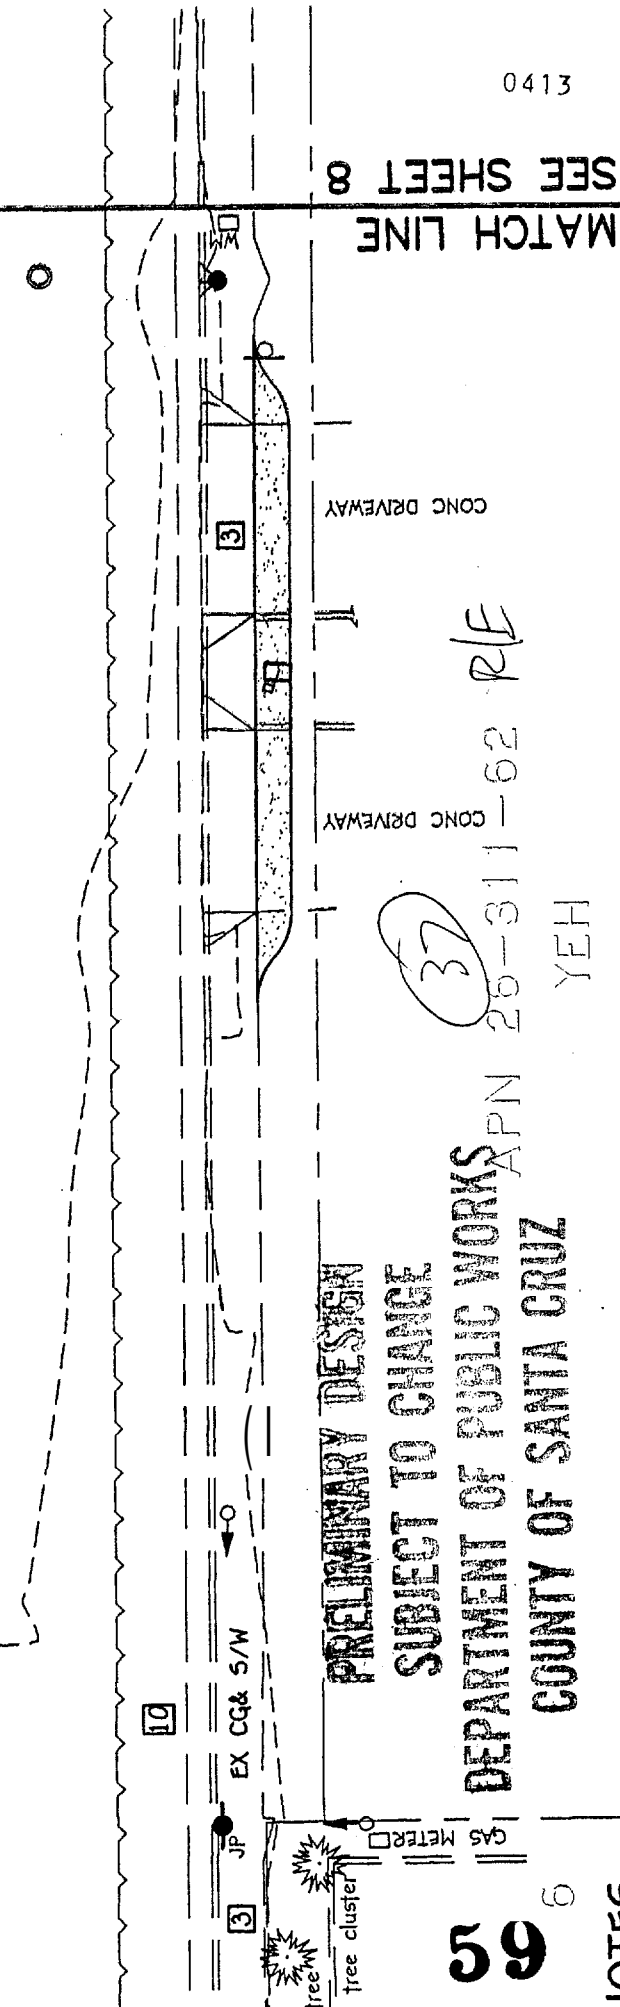 0413
SEE SHEET 8
MATCH LINE
WM
CONC DRIVEWAY
3
R/E
CONC DRIVEWAY
37
APN 26-311-62
YEH
PRELIMINARY DESIGN
SUBJECT TO CHANGE
DEPARTMENT OF PUBLIC WORKS
COUNTY OF SANTA CRUZ
10
EX CG& S/W
JP
GAS METER
3
tree cluster
tree
59
6